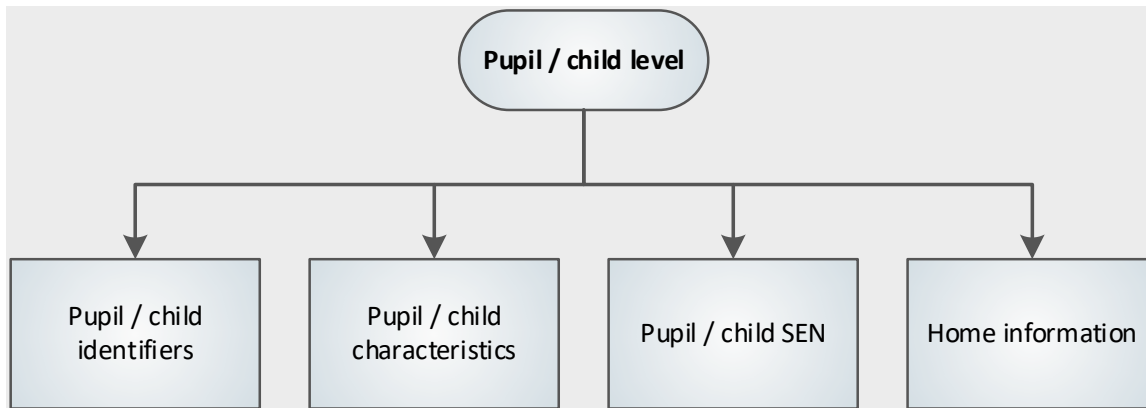 Pupil / child level
Pupil / child
identifiers
Pupil / child
characteristics
Pupil / child SEN
Home information